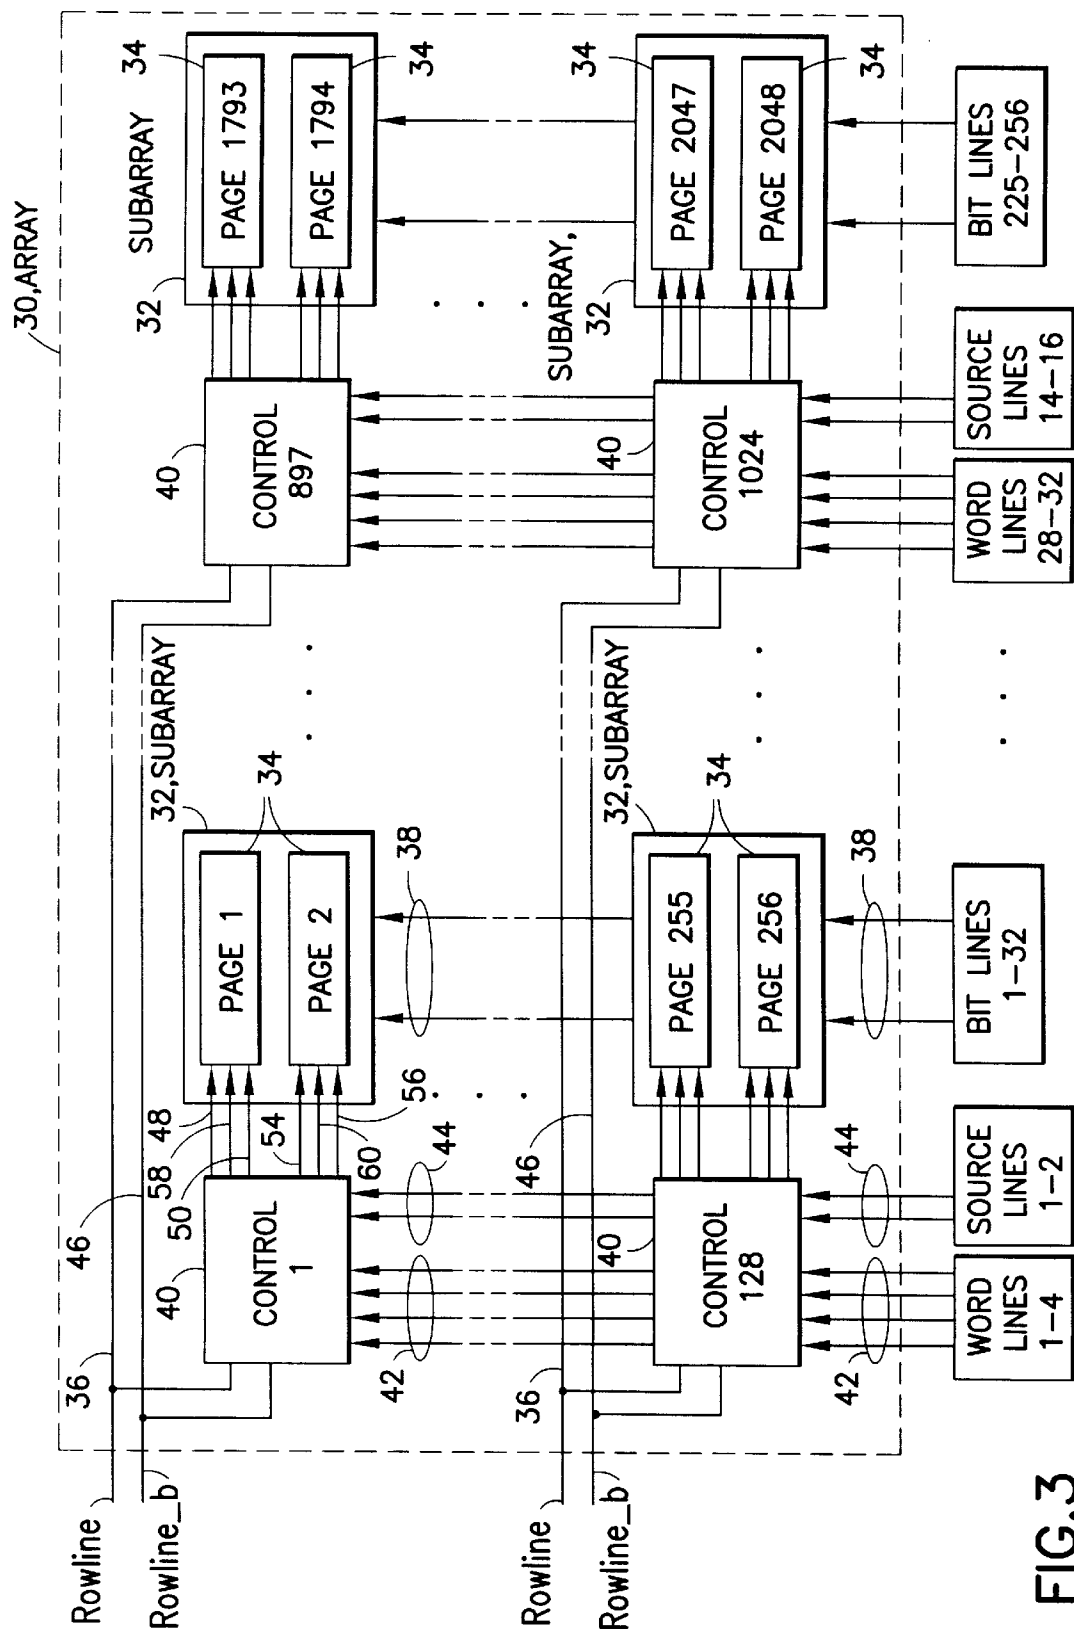 30,ARRAY
Rowline
36
46
Rowline_b
40
CONTROL
1
48
58
50
54
60
56
32,SUBARRAY
PAGE 1
PAGE 2
34
42
44
38
40
CONTROL
897
32
SUBARRAY
PAGE 1793
34
PAGE 1794
34
Rowline
36
46
Rowline_b
40
CONTROL
128
32,SUBARRAY
PAGE 255
PAGE 256
34
42
44
38
40
CONTROL
1024
SUBARRAY,
32
PAGE 2047
34
PAGE 2048
34
WORD
LINES
1-4
SOURCE
LINES
1-2
BIT LINES
1-32
WORD
LINES
28-32
SOURCE
LINES
14-16
BIT LINES
225-256
FIG.3